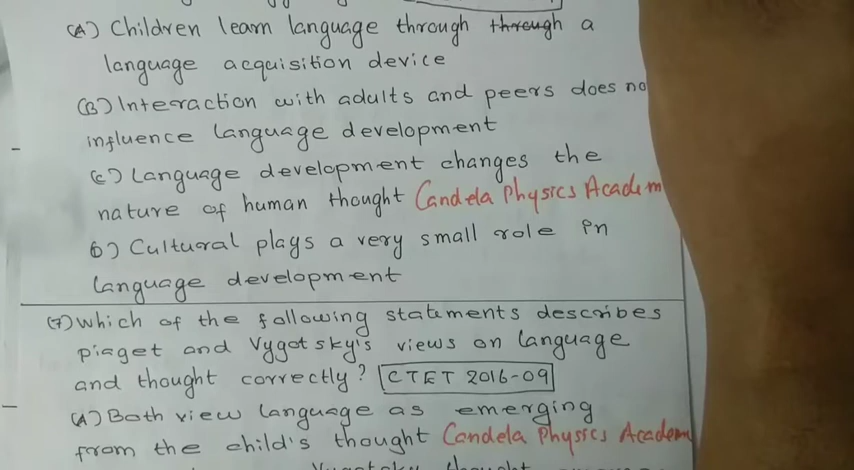 (A) Children learn language through through a
language acquisition device
(B) Interaction with adults and peers does no
influence language development
(C) Language development changes the
nature of human thought Candela Physics Academ
D) Cultural plays a very small role in
language development
(7) Which of the following statements describes
piaget and Vygotsky's views on language
and thought correctly? CTET 2016-09
(A) Both view language as emerging
from the child's thought Candela Physics Academ